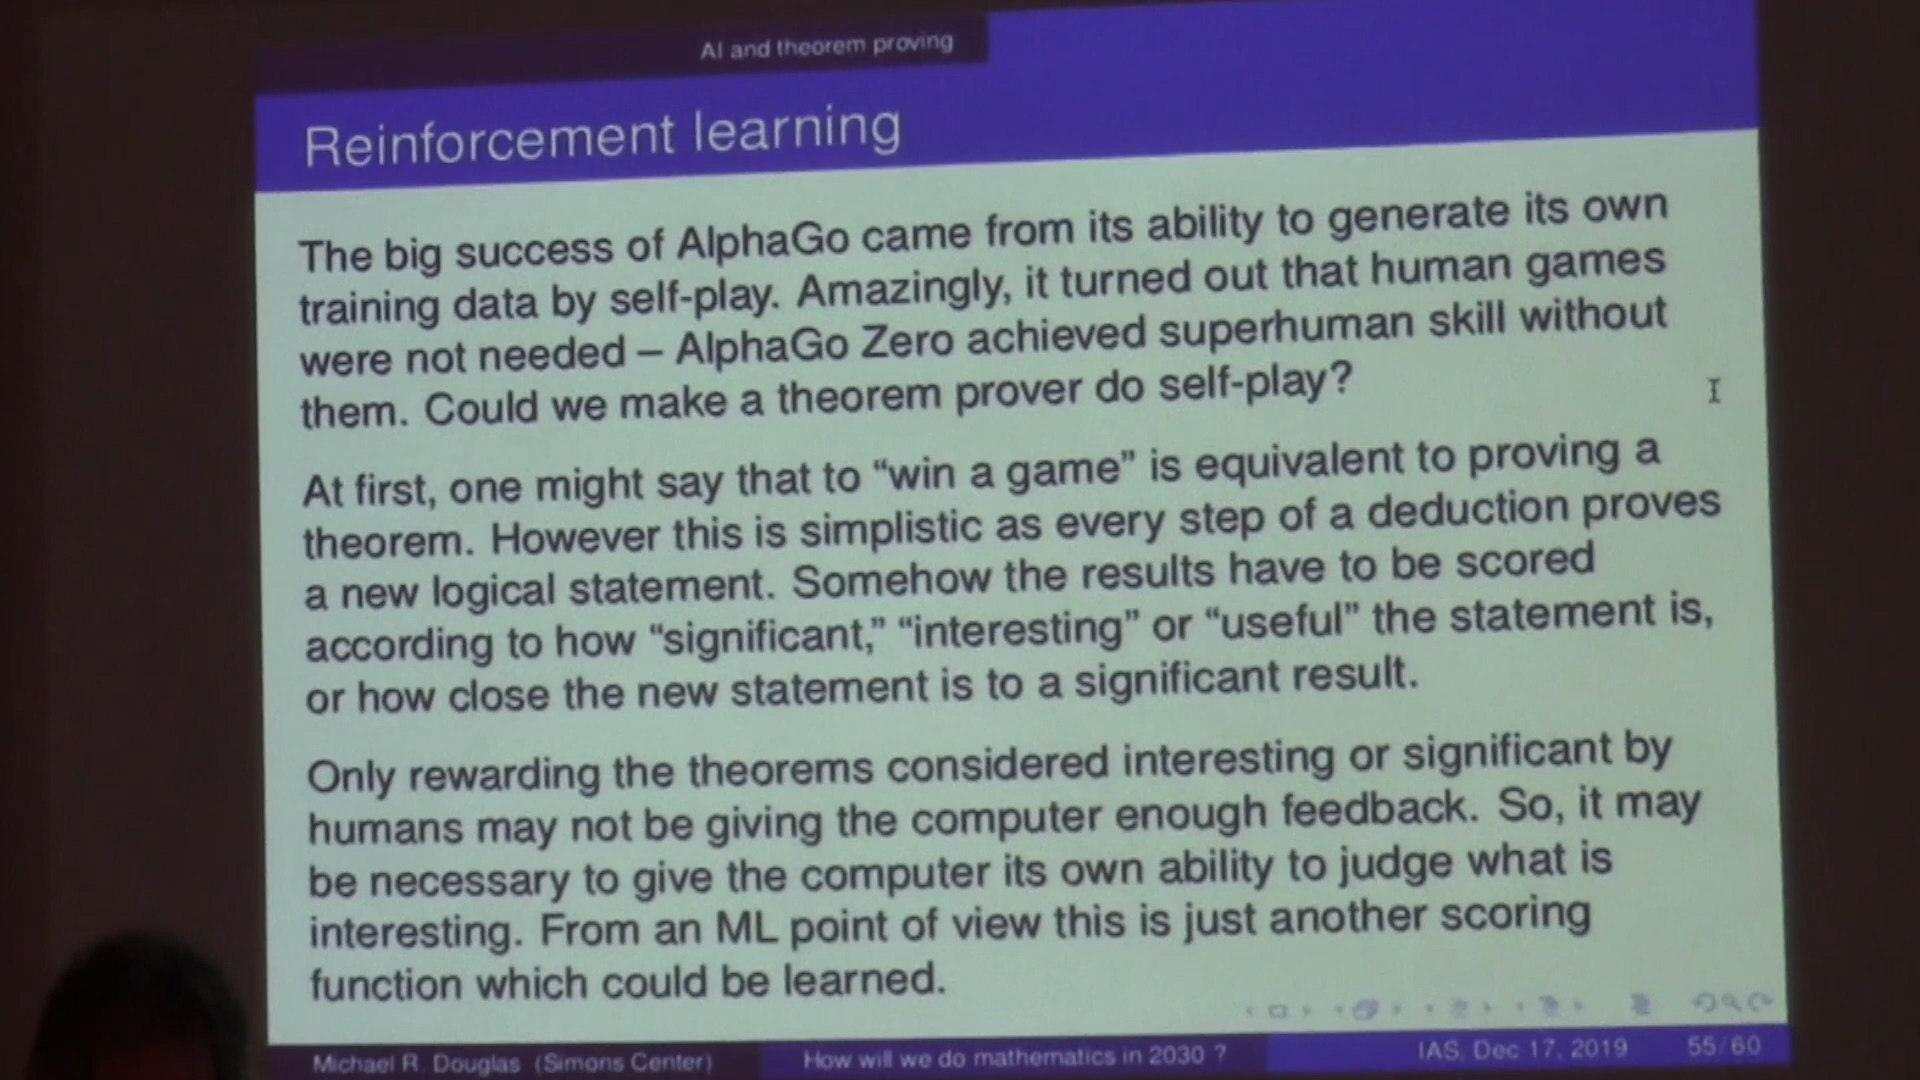 AI and theorem proving
Reinforcement learning
The big success of AlphaGo came from its ability to generate its own
training data by self-play. Amazingly, it turned out that human games
were not needed – AlphaGo Zero achieved superhuman skill without
them. Could we make a theorem prover do self-play?
At first, one might say that to “win a game” is equivalent to proving a
theorem. However this is simplistic as every step of a deduction proves
a new logical statement. Somehow the results have to be scored
according to how “significant,” “interesting” or “useful” the statement is,
or how close the new statement is to a significant result.
Only rewarding the theorems considered interesting or significant by
humans may not be giving the computer enough feedback. So, it may
be necessary to give the computer its own ability to judge what is
interesting. From an ML point of view this is just another scoring
function which could be learned.
Michael R. Douglas (Simons Center) How will we do mathematics in 2030 ? IAS, Dec 17, 2019 55/60